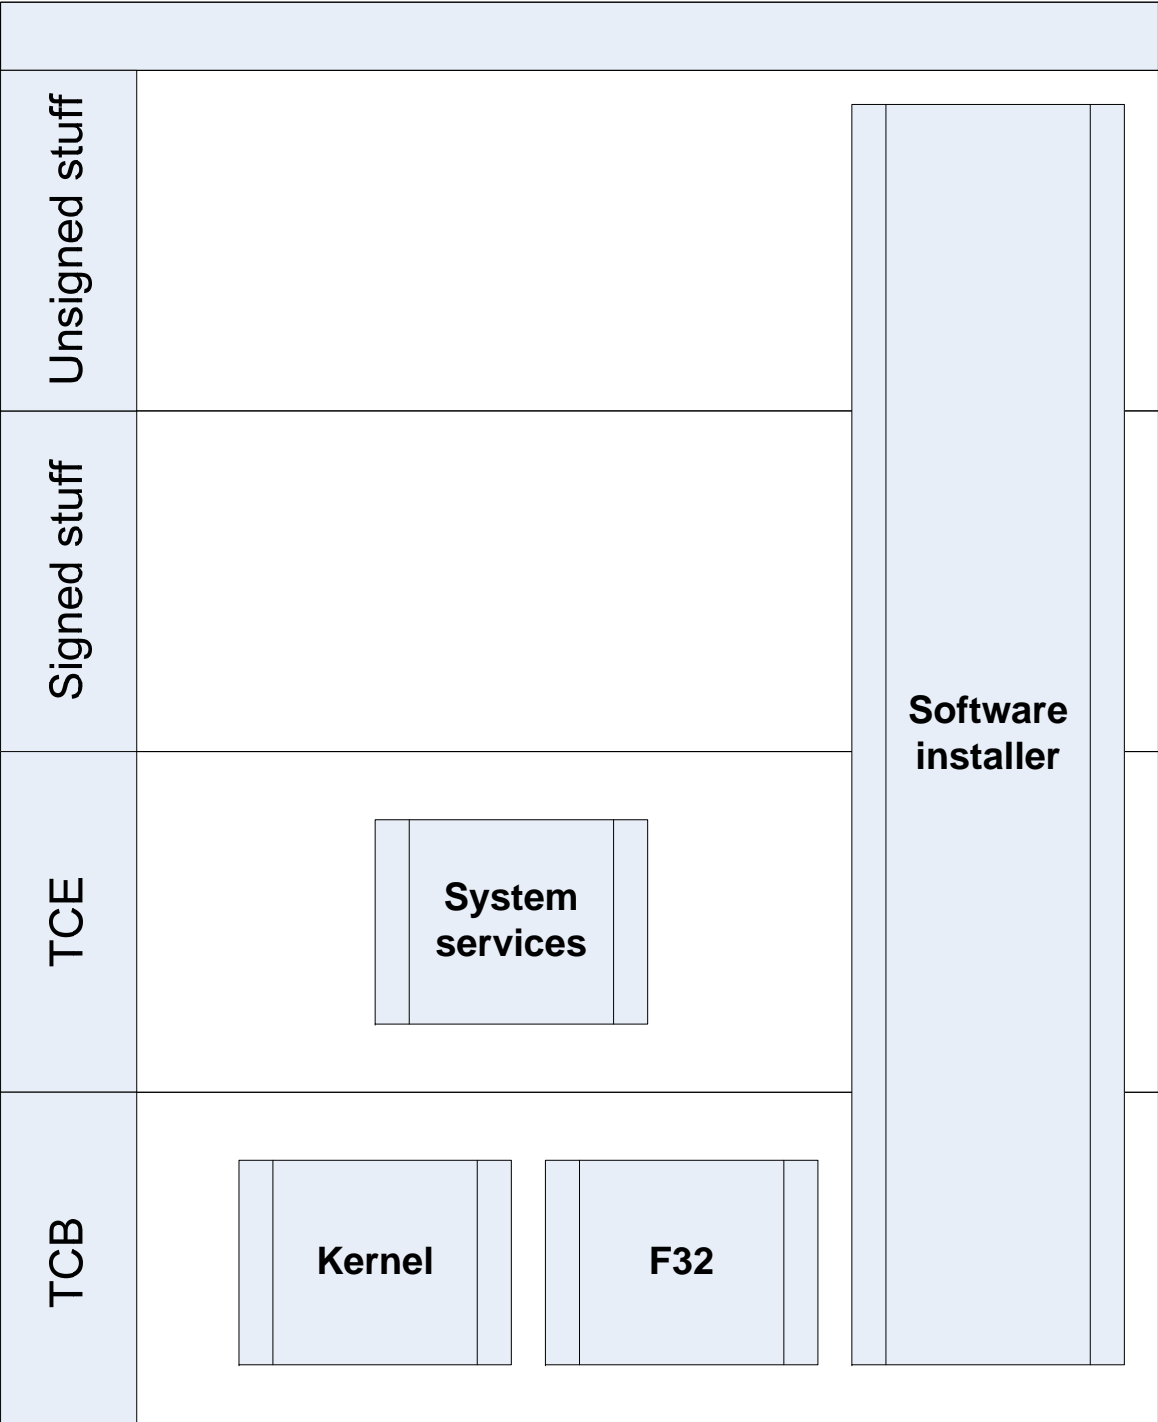 Unsigned stuff
Signed stuff
Software
installer
TCE
System
services
TCB
Kernel
F32